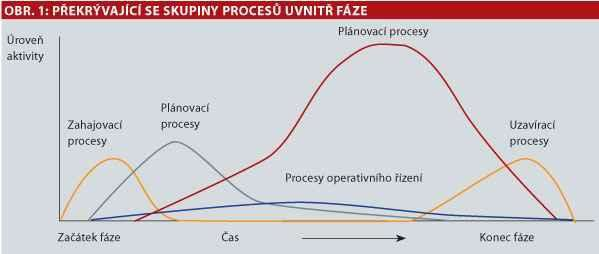 OBR. 1: PŘEKRÝVAJÍCÍ SE SKUPINY PROCESŮ UVNITŘ FÁZE
Úroveň
aktivity
Plánovací procesy
Zahajovací
procesy
Plánovací
procesy
Uzavírací
procesy
Procesy operativního řízení
Začátek fáze
Čas
Konec fáze